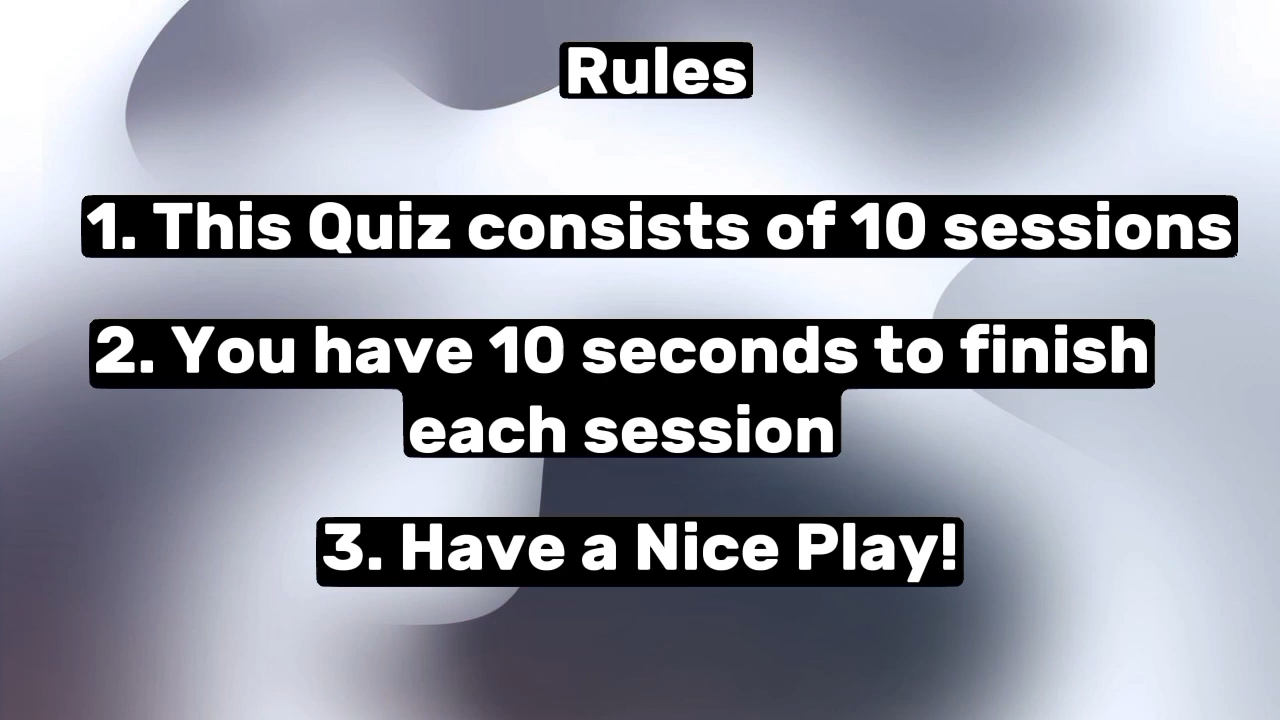 Rules
1. This Quiz consists of 10 sessions
2. You have 10 seconds to finish
each session
3. Have a Nice Play!